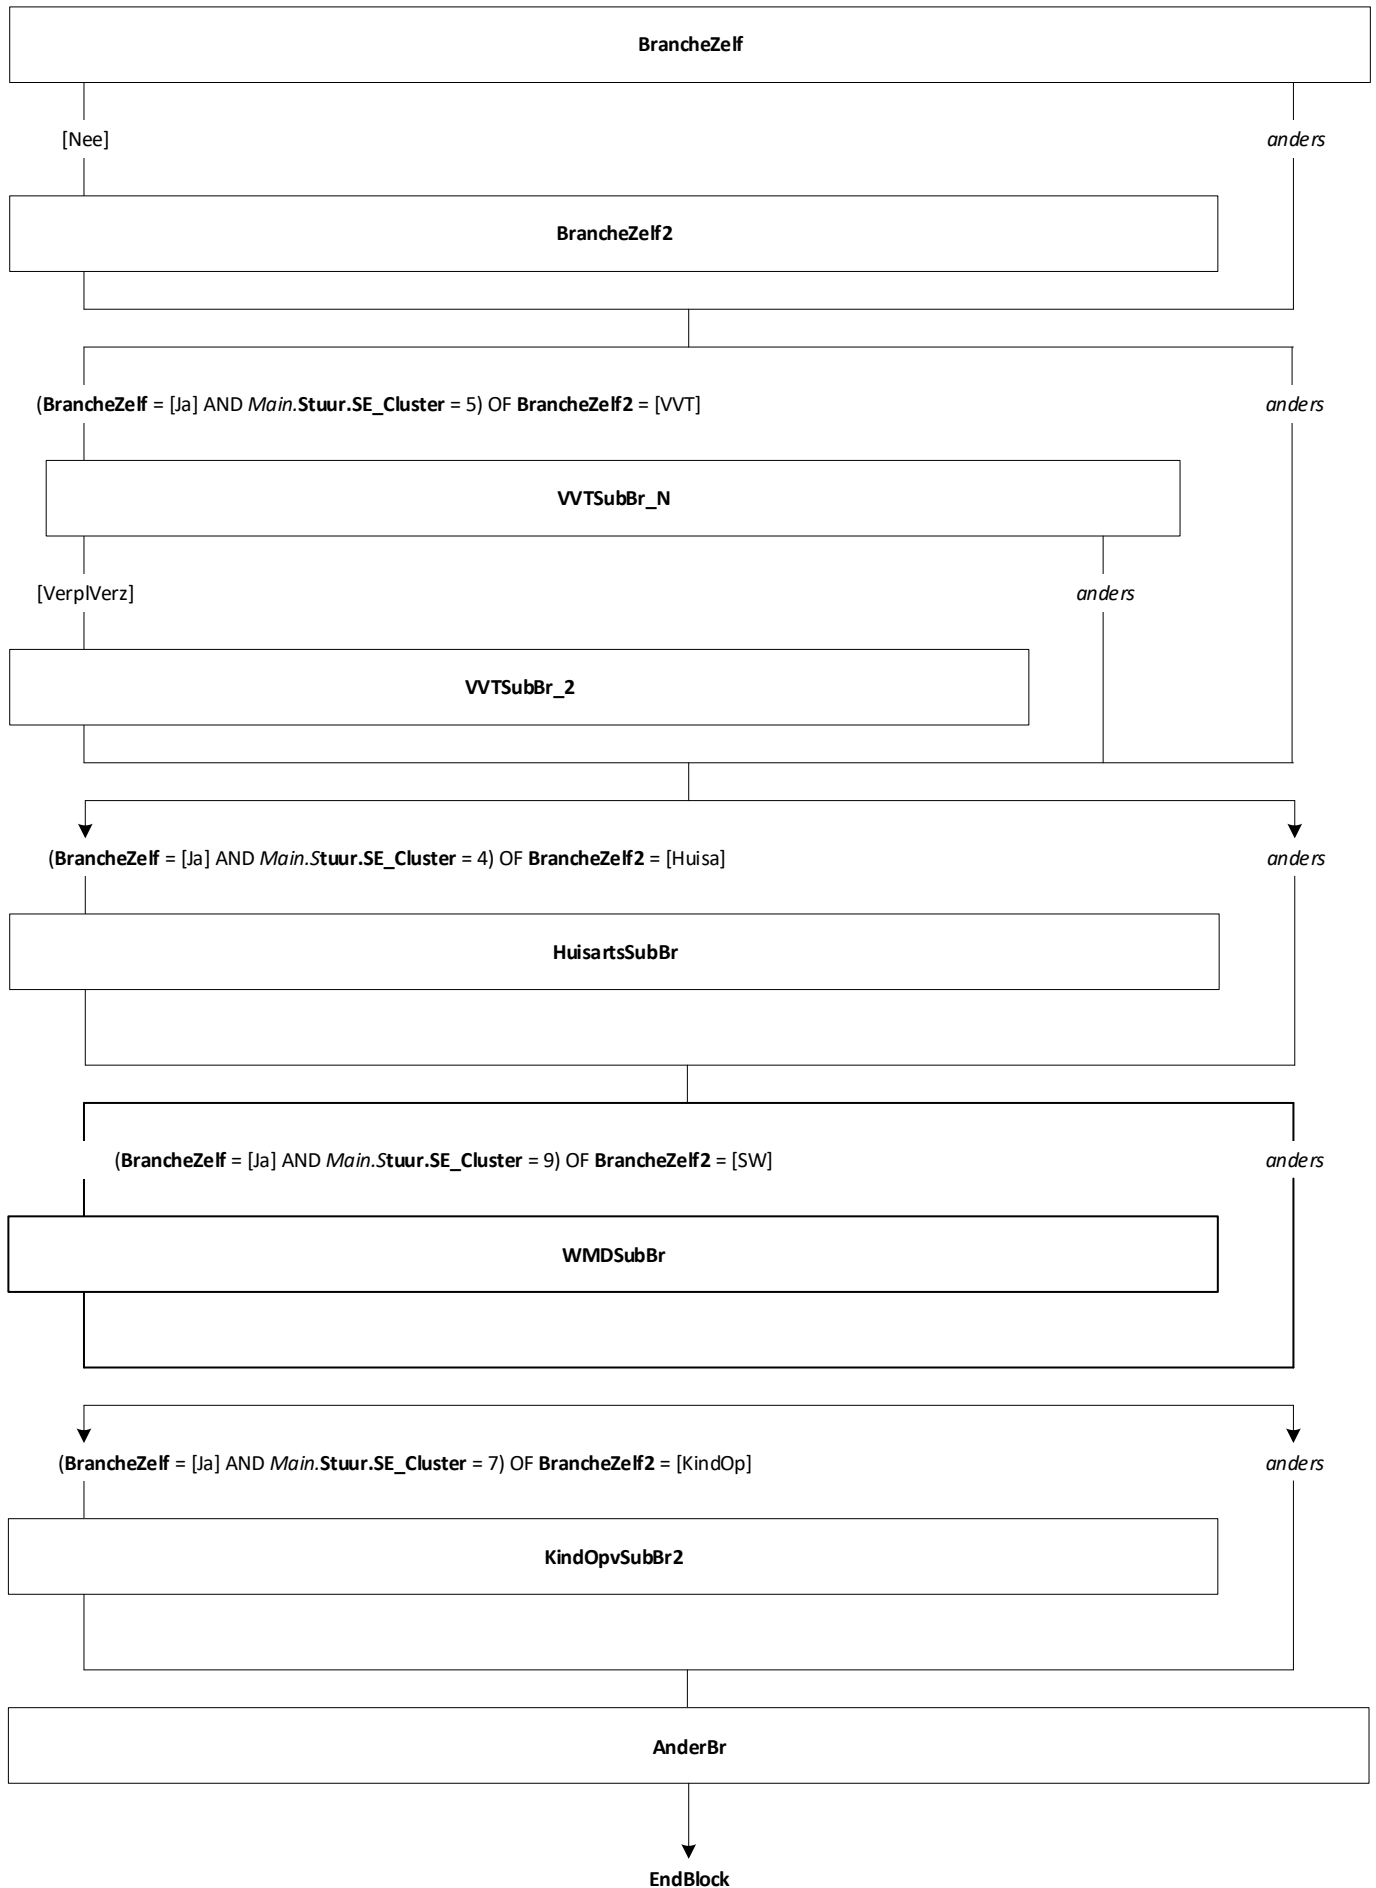 BrancheZelf
[Nee] anders
BrancheZelf2
(BrancheZelf = [Ja] AND Main.Stuur.SE_Cluster = 5) OF BrancheZelf2 = [VVT] anders
VVTSubBr_N
[VerplVerz] anders
VVTSubBr_2
(BrancheZelf = [Ja] AND Main.Stuur.SE_Cluster = 4) OF BrancheZelf2 = [Huisa] anders
HuisartsSubBr
(BrancheZelf = [Ja] AND Main.Stuur.SE_Cluster = 9) OF BrancheZelf2 = [SW] anders
WMDSubBr
(BrancheZelf = [Ja] AND Main.Stuur.SE_Cluster = 7) OF BrancheZelf2 = [KindOp] anders
KindOpvSubBr2
AnderBr
EndBlock